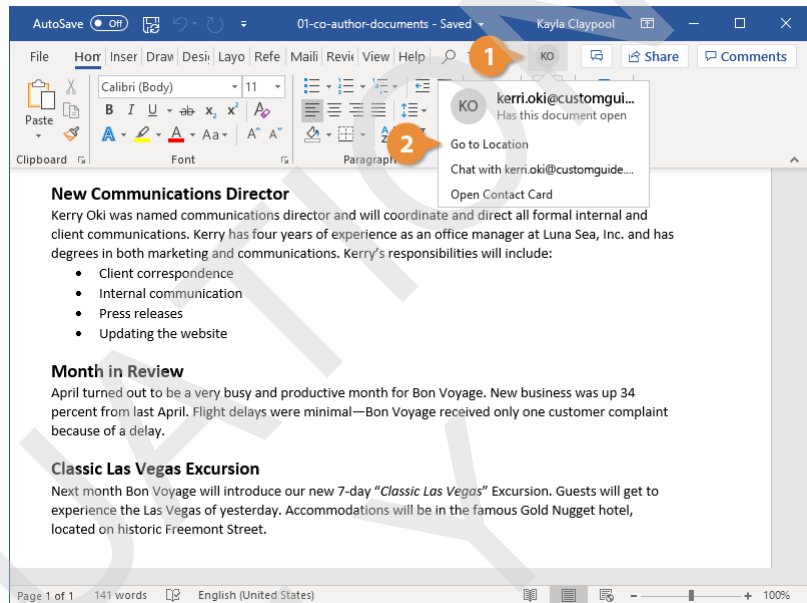 AutoSave Off 01-co-author-documents - Saved Kayla Claypool
File Hom Inser Draw Desig Layo Refe Maili Revie View Help 1 KO Share Comments
Calibri (Body) 11
Paste B I U ab x₂ x² A
A A Aa A^ A˅
Clipboard Font Paragraph
KO kerri.oki@customgui...
Has this document open
2 Go to Location
Chat with kerri.oki@customguide....
Open Contact Card
New Communications Director
Kerry Oki was named communications director and will coordinate and direct all formal internal and
client communications. Kerry has four years of experience as an office manager at Luna Sea, Inc. and has
degrees in both marketing and communications. Kerry’s responsibilities will include:
• Client correspondence
• Internal communication
• Press releases
• Updating the website
Month in Review
April turned out to be a very busy and productive month for Bon Voyage. New business was up 34
percent from last April. Flight delays were minimal—Bon Voyage received only one customer complaint
because of a delay.
Classic Las Vegas Excursion
Next month Bon Voyage will introduce our new 7-day “Classic Las Vegas” Excursion. Guests will get to
experience the Las Vegas of yesterday. Accommodations will be in the famous Gold Nugget hotel,
located on historic Freemont Street.
Page 1 of 1 141 words English (United States) 100%